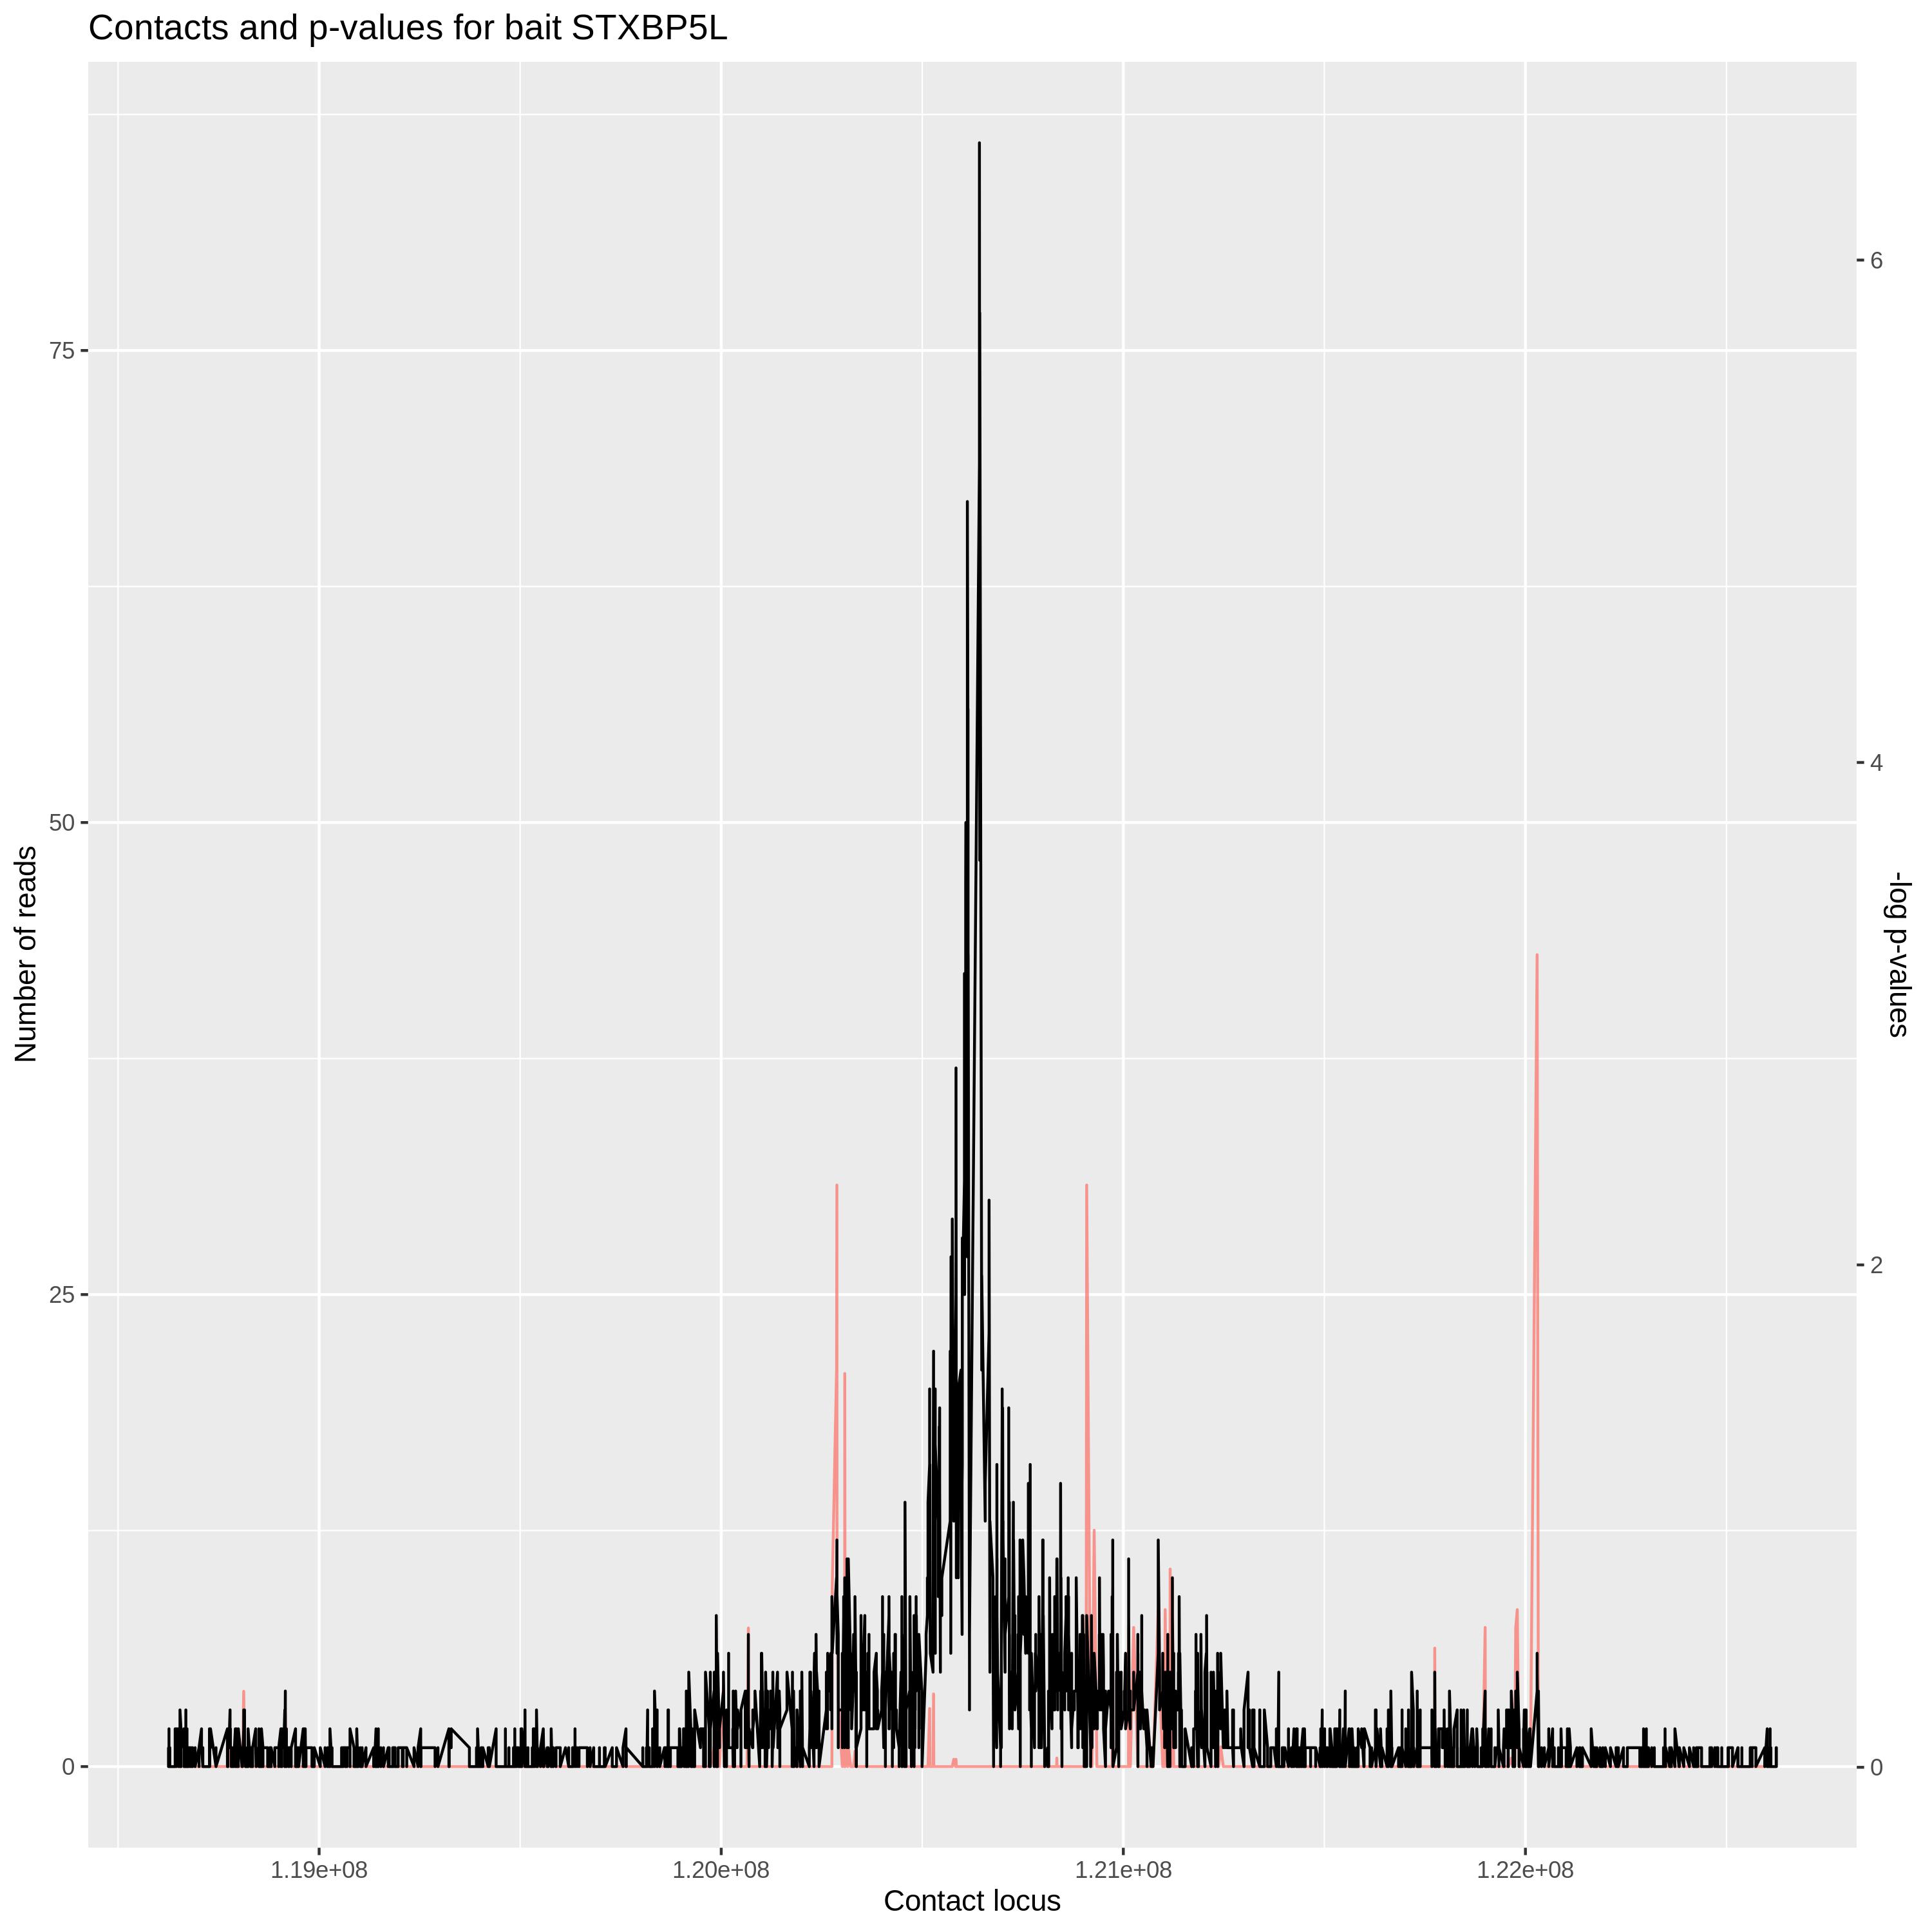 Contacts and p-values for bait STXBP5L
Number of reads
75
50
25
0
6
4
2
0
-log p-values
1.19e+08
1.20e+08
1.21e+08
1.22e+08
Contact locus